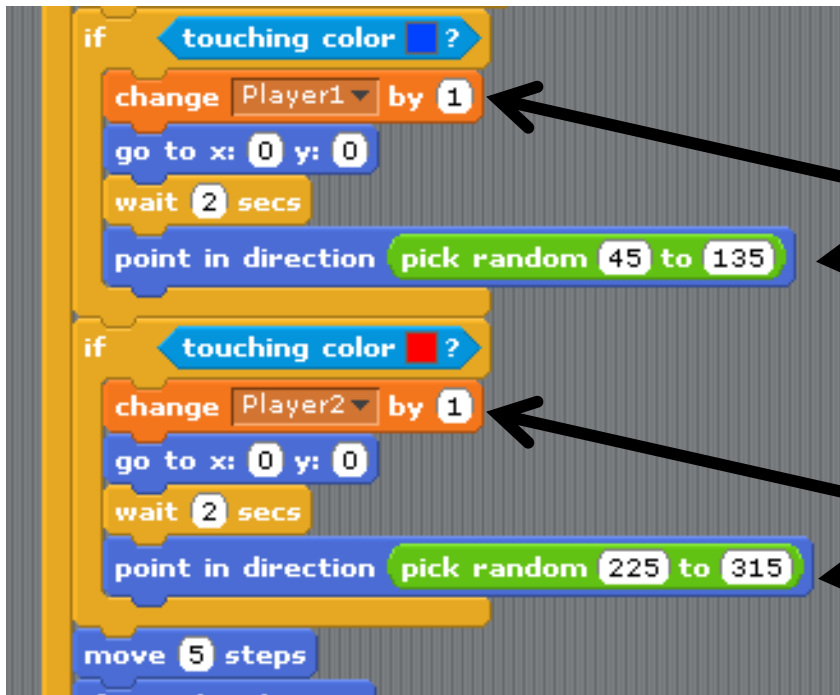 if touching color ?
change Player1 by 1
go to x: 0 y: 0
wait 2 secs
point in direction pick random 45 to 135
if touching color ?
change Player2 by 1
go to x: 0 y: 0
wait 2 secs
point in direction pick random 225 to 315
move 5 steps